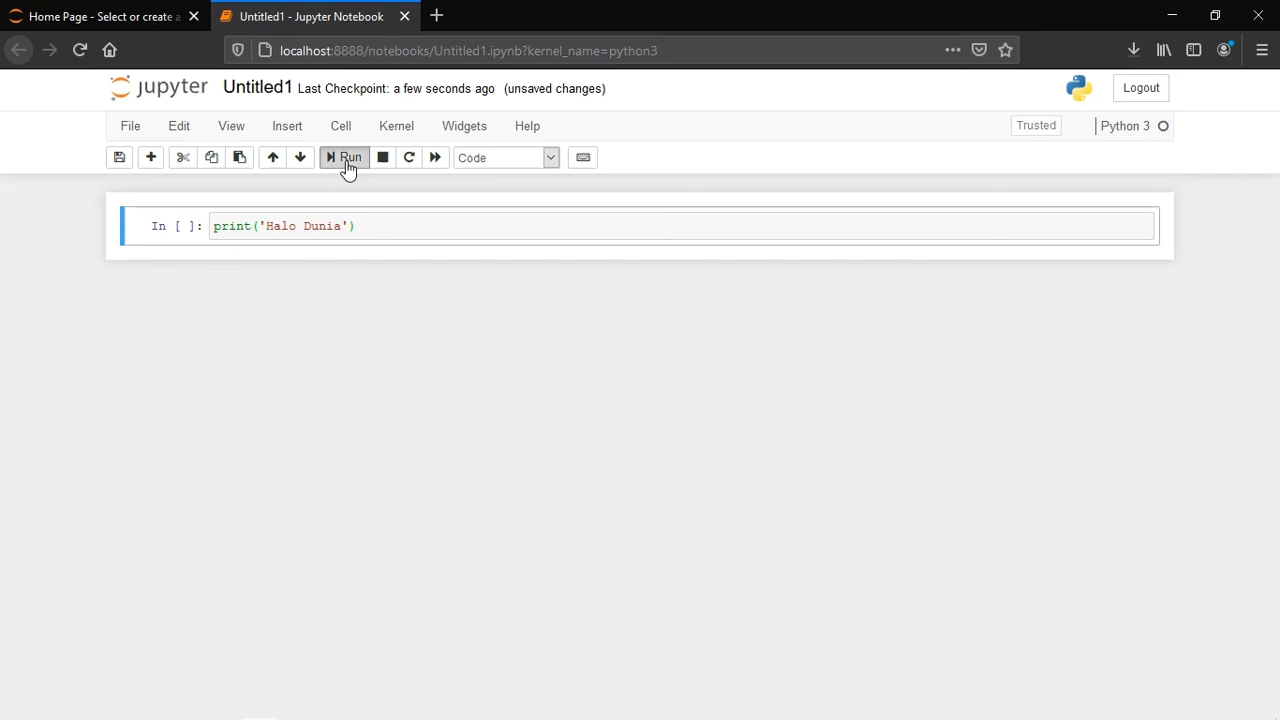 Home Page - Select or create a
Untitled1 - Jupyter Notebook
localhost:8888/notebooks/Untitled1.ipynb?kernel_name=python3
jupyter Untitled1 Last Checkpoint: a few seconds ago (unsaved changes)
Logout
File Edit View Insert Cell Kernel Widgets Help
Trusted Python 3
Run Code
In [ ]: print('Halo Dunia')